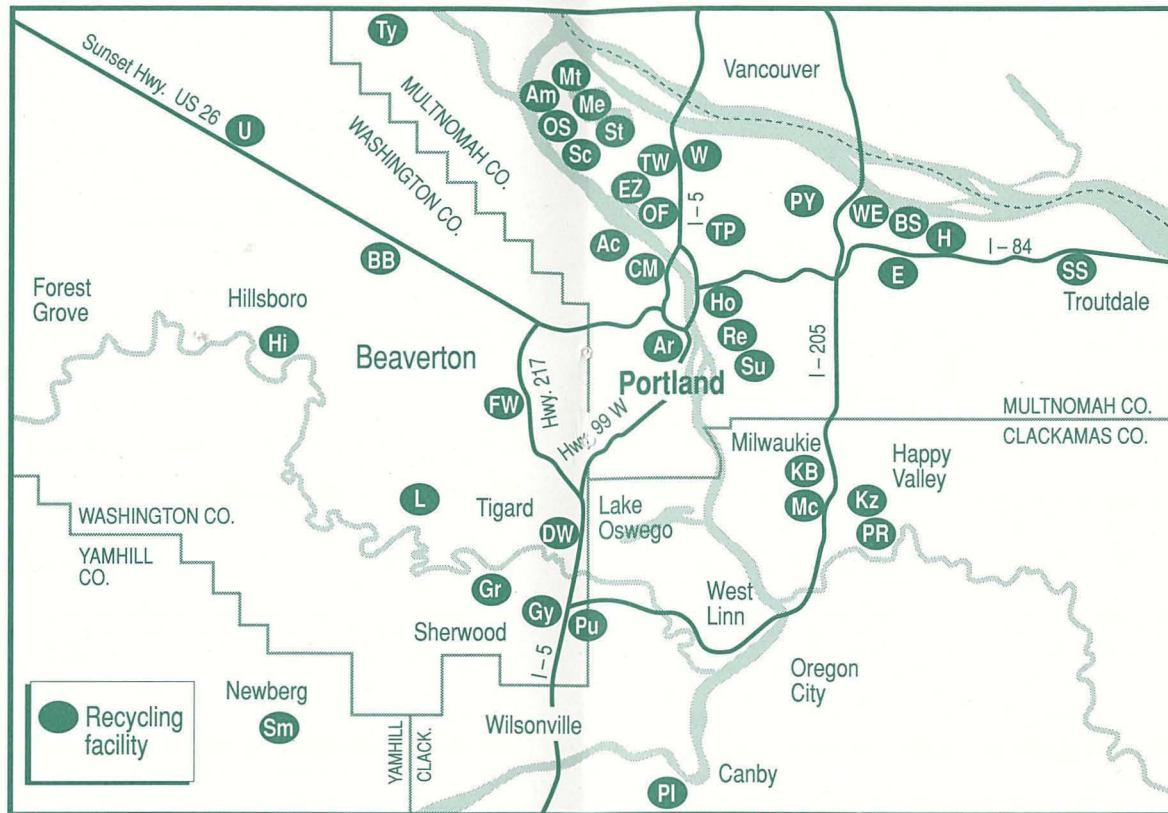 Ty
Sunset Hwy. US 26
MULTNOMAH CO.
WASHINGTON CO.
Mt
Am
Me
OS
St
Sc
Vancouver
U
TW
W
EZ
OF
I-5
PY
WE
BS
H
TP
Ac
CM
I-84
E
SS
Troutdale
BB
Forest
Grove
Hillsboro
Hi
Beaverton
Ho
Re
Su
Ar
Portland
I-205
FW
Hwy. 217
Hwy. 99 W
MULTNOMAH CO.
CLACKAMAS CO.
Milwaukie
KB
Mc
Happy
Valley
Kz
PR
L
Tigard
DW
Lake
Oswego
WASHINGTON CO.
YAMHILL
CO.
Gr
Gy
Pu
Sherwood
West
Linn
I-5
Oregon
City
Newberg
Sm
Wilsonville
YAMHILL
CLACK.
Canby
Pl
Recycling
facility